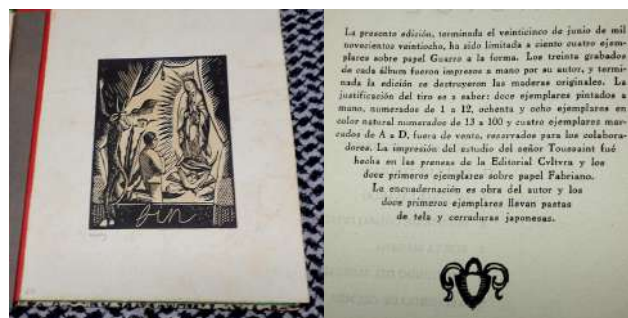 fin
La presente edición, terminada el veinticinco de junio de mil
novecientos veintiocho, ha sido limitada a ciento cuatro ejem-
plares sobre papel Guarro a la forma. Los treinta grabados
de cada álbum fueron impresos a mano por su autor, y termi-
nada la edición se destruyeron las maderas originales. La
justificación del tiro es a saber: doce ejemplares pintados a
mano, numerados de 1 a 12, ochenta y ocho ejemplares en
color natural numerados de 13 a 100 y cuatro ejemplares mar-
cados de A a D, fuera de venta, reservados para los colabora-
dores. La impresión del estudio del señor Toussaint fué
hecha en las prensas de la Editorial Cvltvra y los
doce primeros ejemplares sobre papel Fabriano.
La encuadernación es obra del autor y los
doce primeros ejemplares llevan pastas
de tela y cerraduras japonesas.